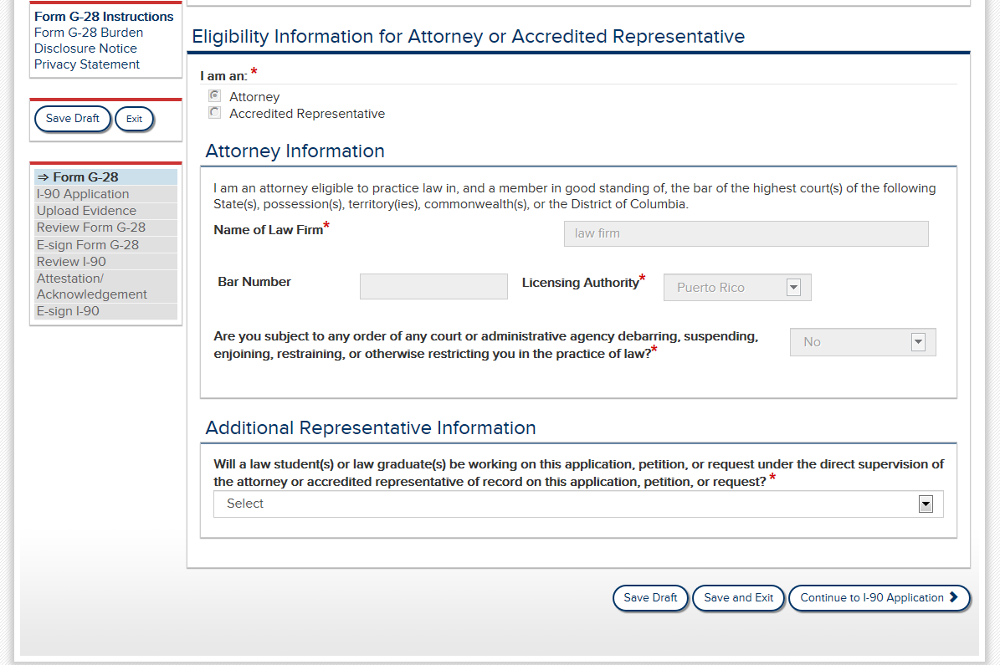 Form G-28 Instructions
Form G-28 Burden
Disclosure Notice
Privacy Statement
Save Draft
Exit
⇒ Form G-28
I-90 Application
Upload Evidence
Review Form G-28
E-sign Form G-28
Review I-90
Attestation/
Acknowledgement
E-sign I-90
Eligibility Information for Attorney or Accredited Representative
I am an: *
Attorney
Accredited Representative
Attorney Information
I am an attorney eligible to practice law in, and a member in good standing of, the bar of the highest court(s) of the following
State(s), possession(s), territory(ies), commonwealth(s), or the District of Columbia.
Name of Law Firm*
law firm
Bar Number
Licensing Authority*
Puerto Rico
Are you subject to any order of any court or administrative agency debarring, suspending,
enjoining, restraining, or otherwise restricting you in the practice of law?*
No
Additional Representative Information
Will a law student(s) or law graduate(s) be working on this application, petition, or request under the direct supervision of
the attorney or accredited representative of record on this application, petition, or request? *
Select
Save Draft
Save and Exit
Continue to I-90 Application